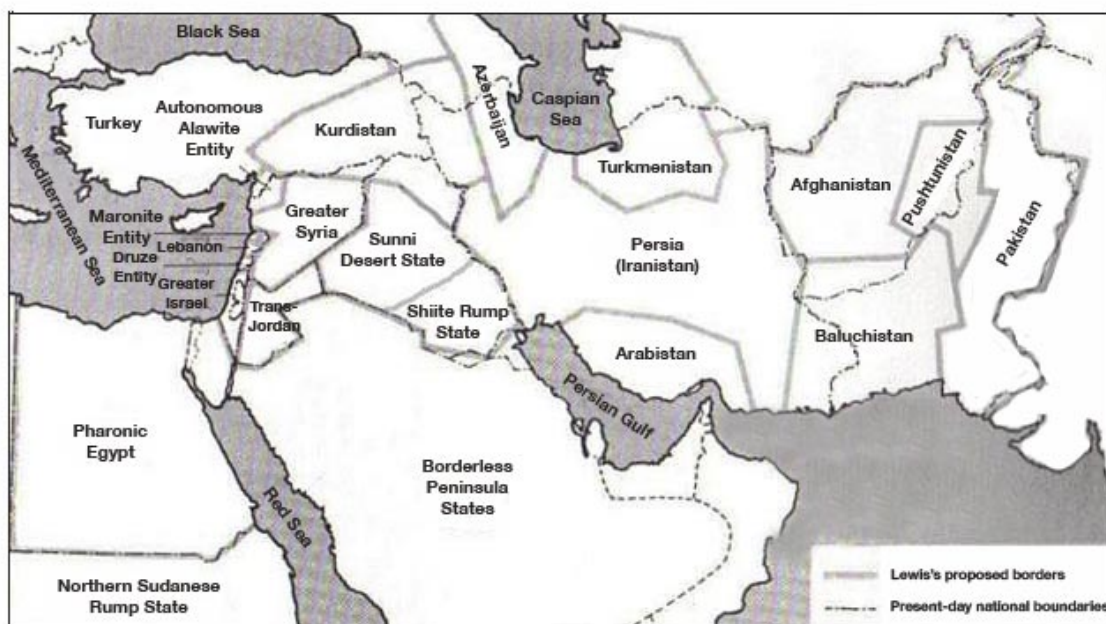 Black Sea
Turkey
Autonomous
Alawite
Entity
Kurdistan
Azerbaijan
Caspian
Sea
Turkmenistan
Afghanistan
Pushtunistan
Pakistan
Mediterranean Sea
Maronite
Entity
Lebanon
Druze
Entity
Greater
Israel
Greater
Syria
Sunni
Desert State
Trans-
Jordan
Shiite Rump
State
Persia
(Iranistan)
Arabistan
Baluchistan
Persian Gulf
Pharonic
Egypt
Red Sea
Borderless
Peninsula
States
Northern Sudanese
Rump State
Lewis's proposed borders
Present-day national boundaries